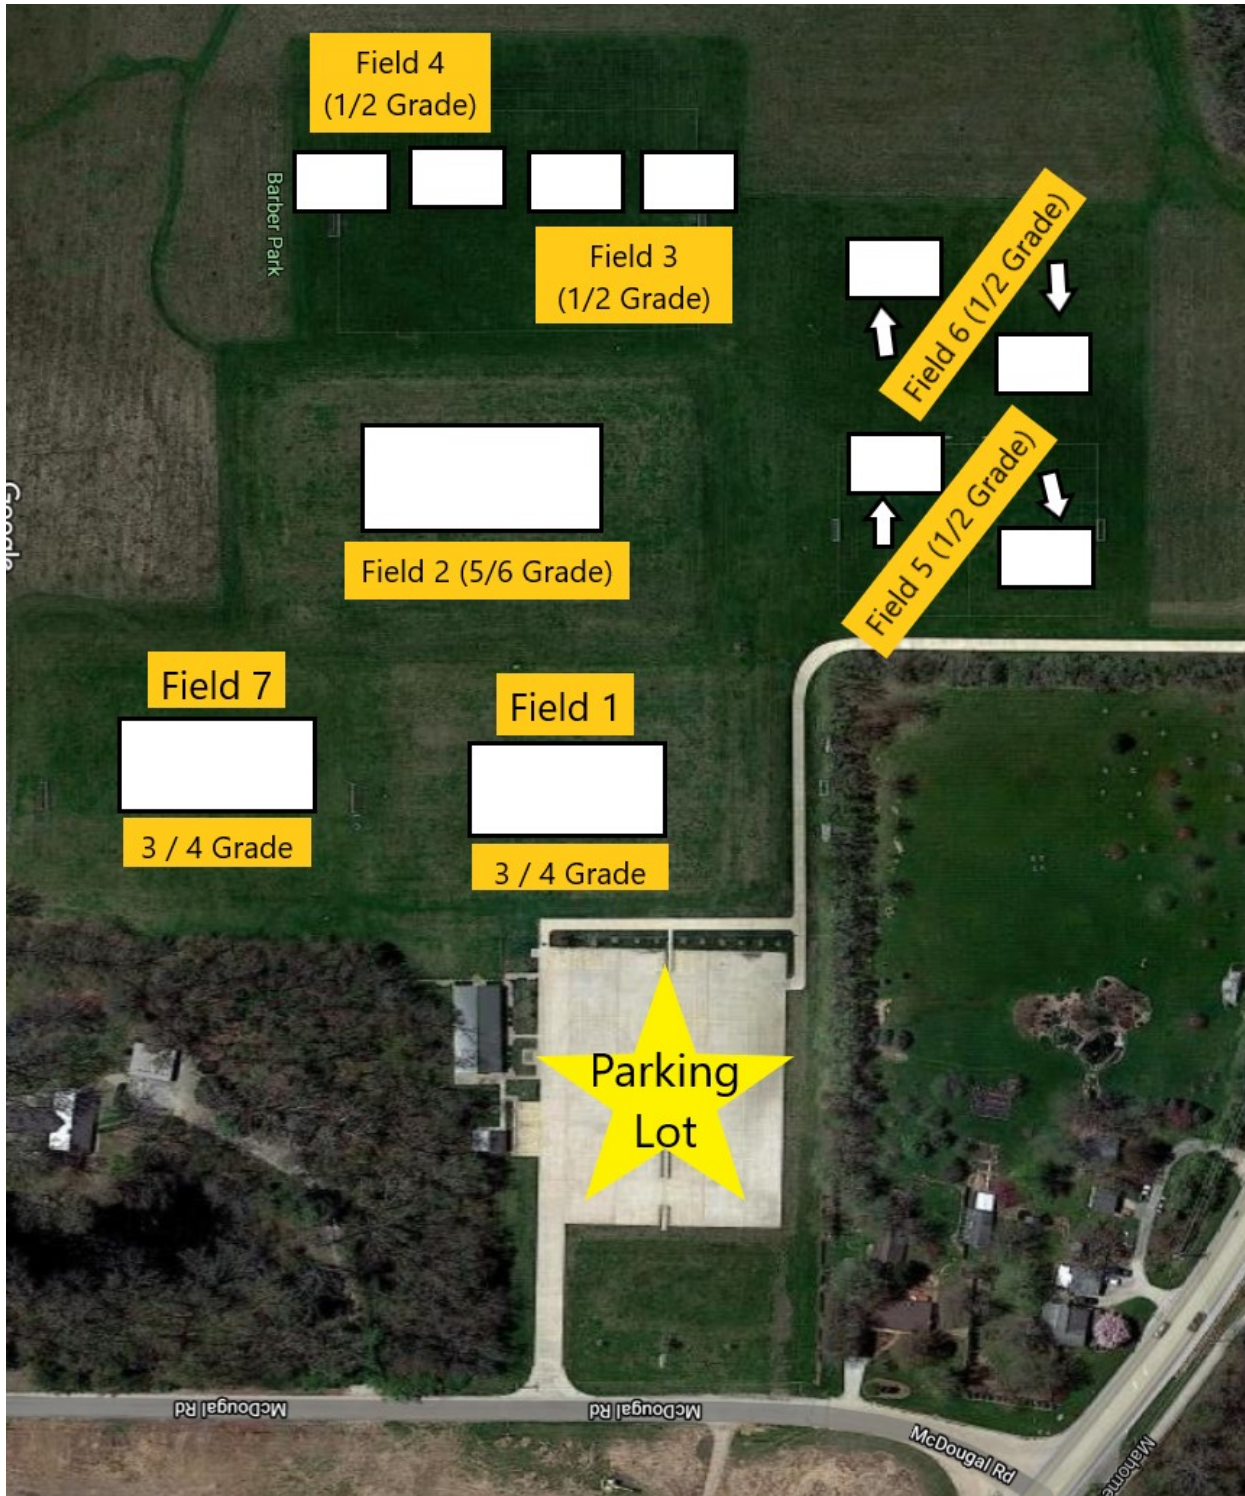 Field 4
(1/2 Grade)
Barber Park
Field 3
(1/2 Grade)
Field 6 (1/2 Grade)
Google
Field 2 (5/6 Grade)
Field 5 (1/2 Grade)
Field 7
3 / 4 Grade
Field 1
3 / 4 Grade
Parking
Lot
McDougal Rd
McDougal Rd
McDougal Rd